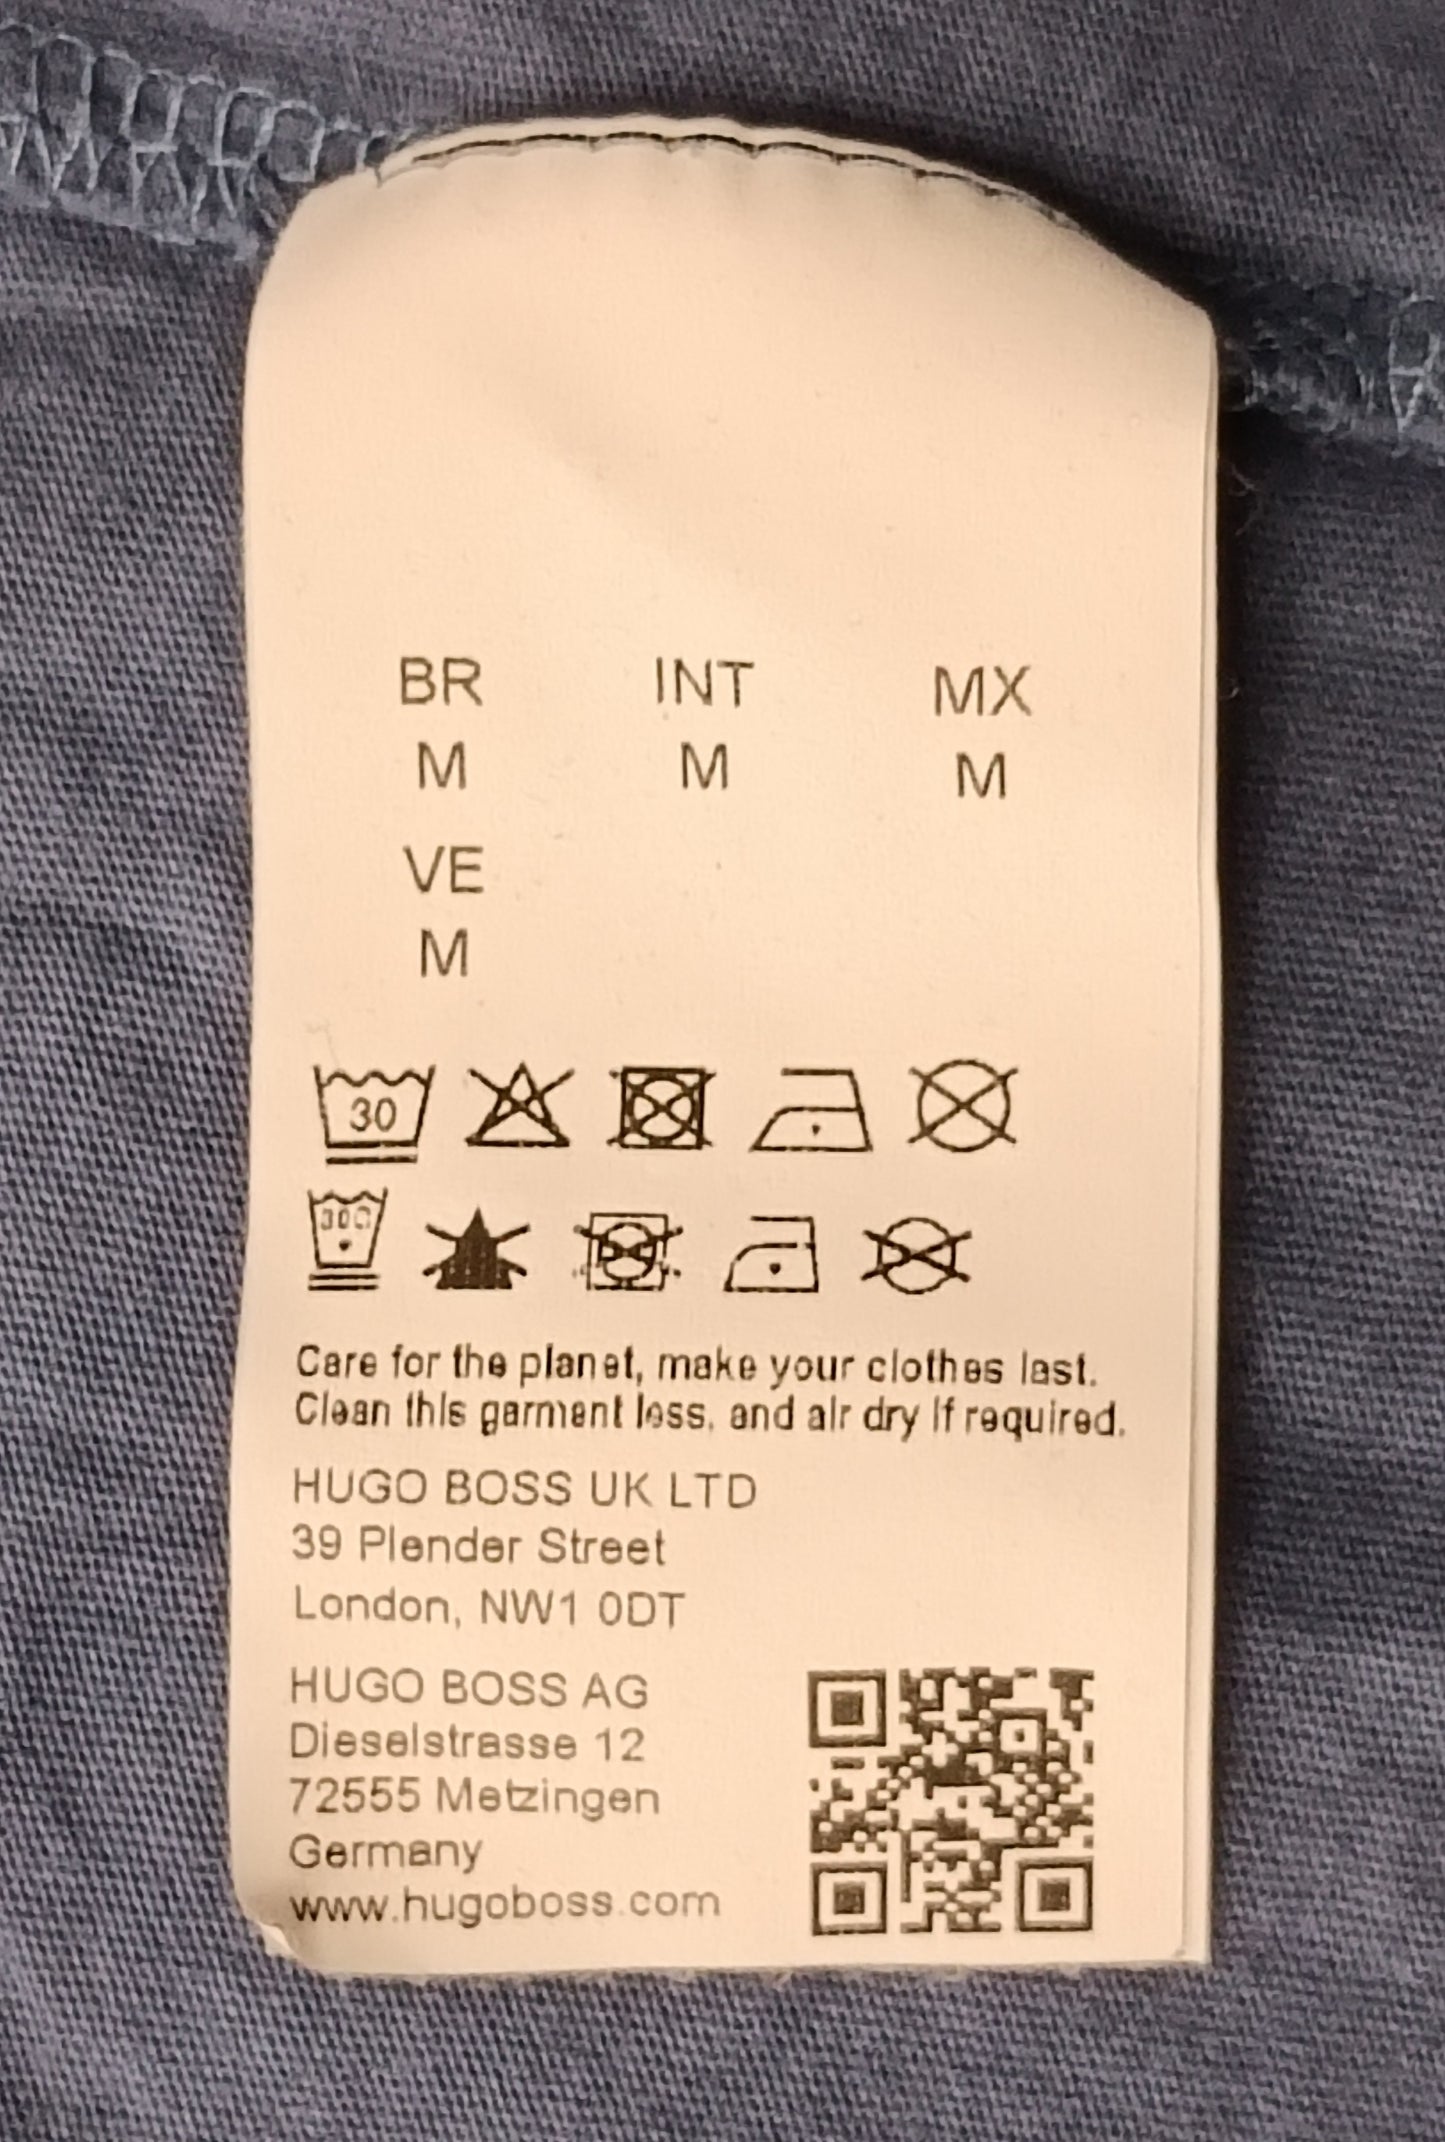 BR INT MX
M M M
VE
M
30
30C
Care for the planet, make your clothes last.
Clean this garment less, and air dry if required.
HUGO BOSS UK LTD
39 Plender Street
London, NW1 0DT
HUGO BOSS AG
Dieselstrasse 12
72555 Metzingen
Germany
www.hugoboss.com